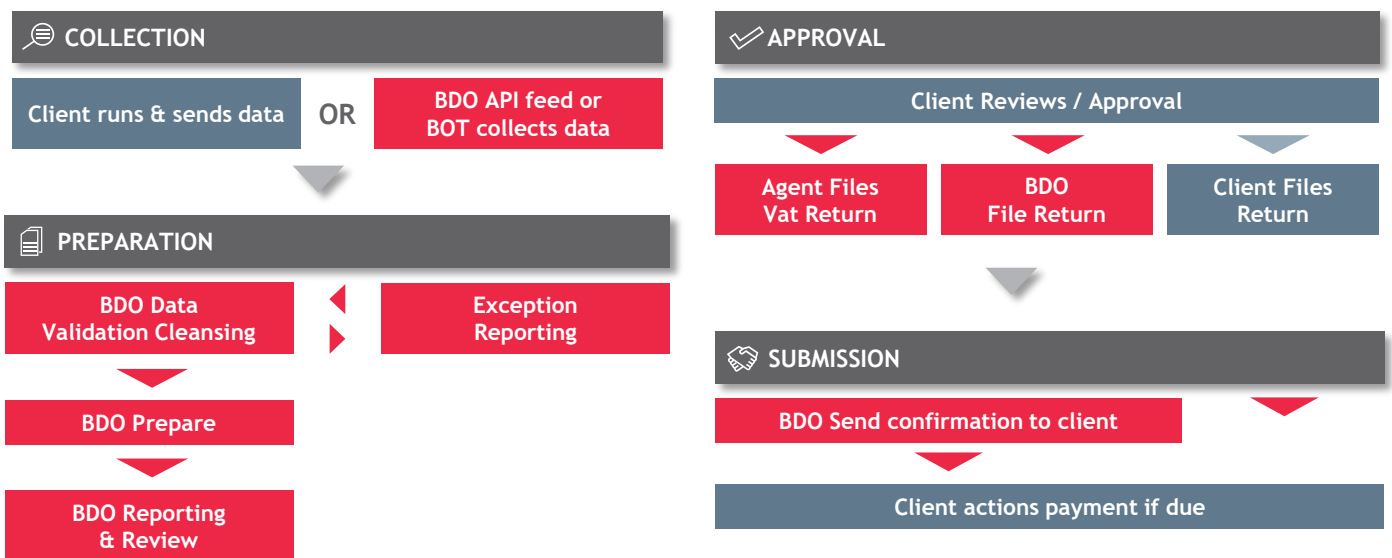 COLLECTION
Client runs & sends data
OR
BDO API feed or
BOT collects data
PREPARATION
BDO Data
Validation Cleansing
Exception
Reporting
BDO Prepare
BDO Reporting
& Review
APPROVAL
Client Reviews / Approval
Agent Files
Vat Return
BDO
File Return
Client Files
Return
SUBMISSION
BDO Send confirmation to client
Client actions payment if due